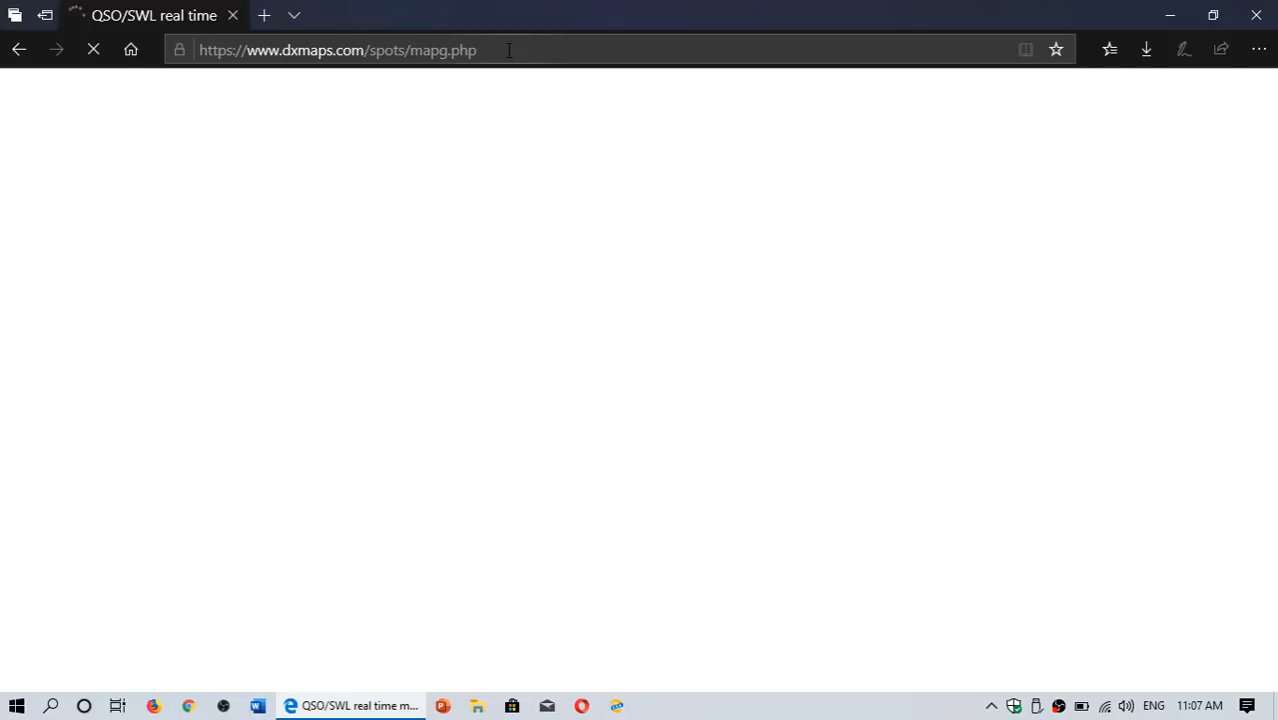 QSO/SWL real time
https://www.dxmaps.com/spots/mapg.php
QSO/SWL real time m...
ENG
11:07 AM